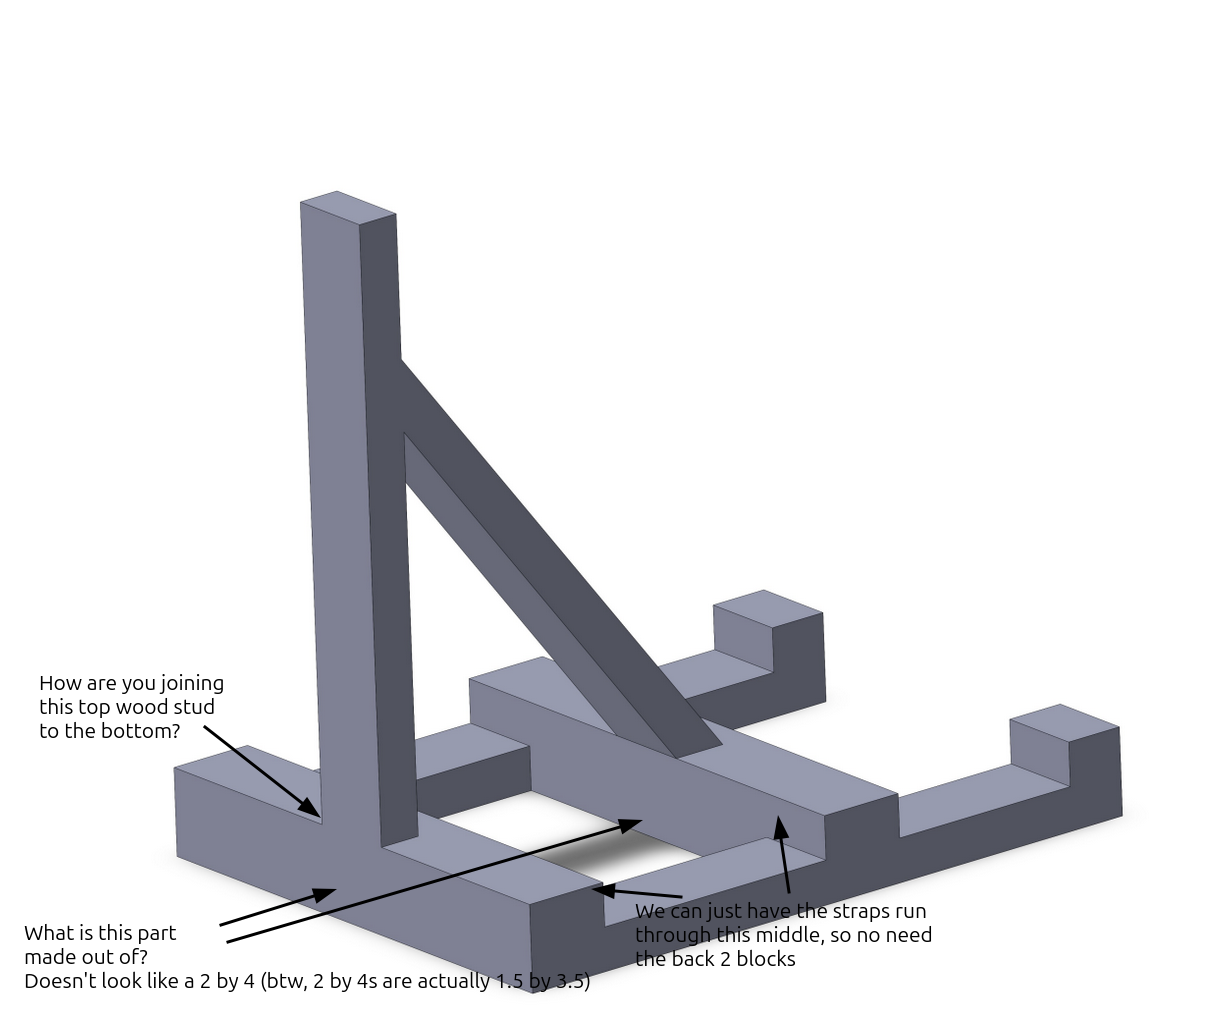 How are you joining
this top wood stud
to the bottom?
What is this part
made out of?
Doesn't look like a 2 by 4 (btw, 2 by 4s are actually 1.5 by 3.5)
We can just have the straps run
through this middle, so no need
the back 2 blocks